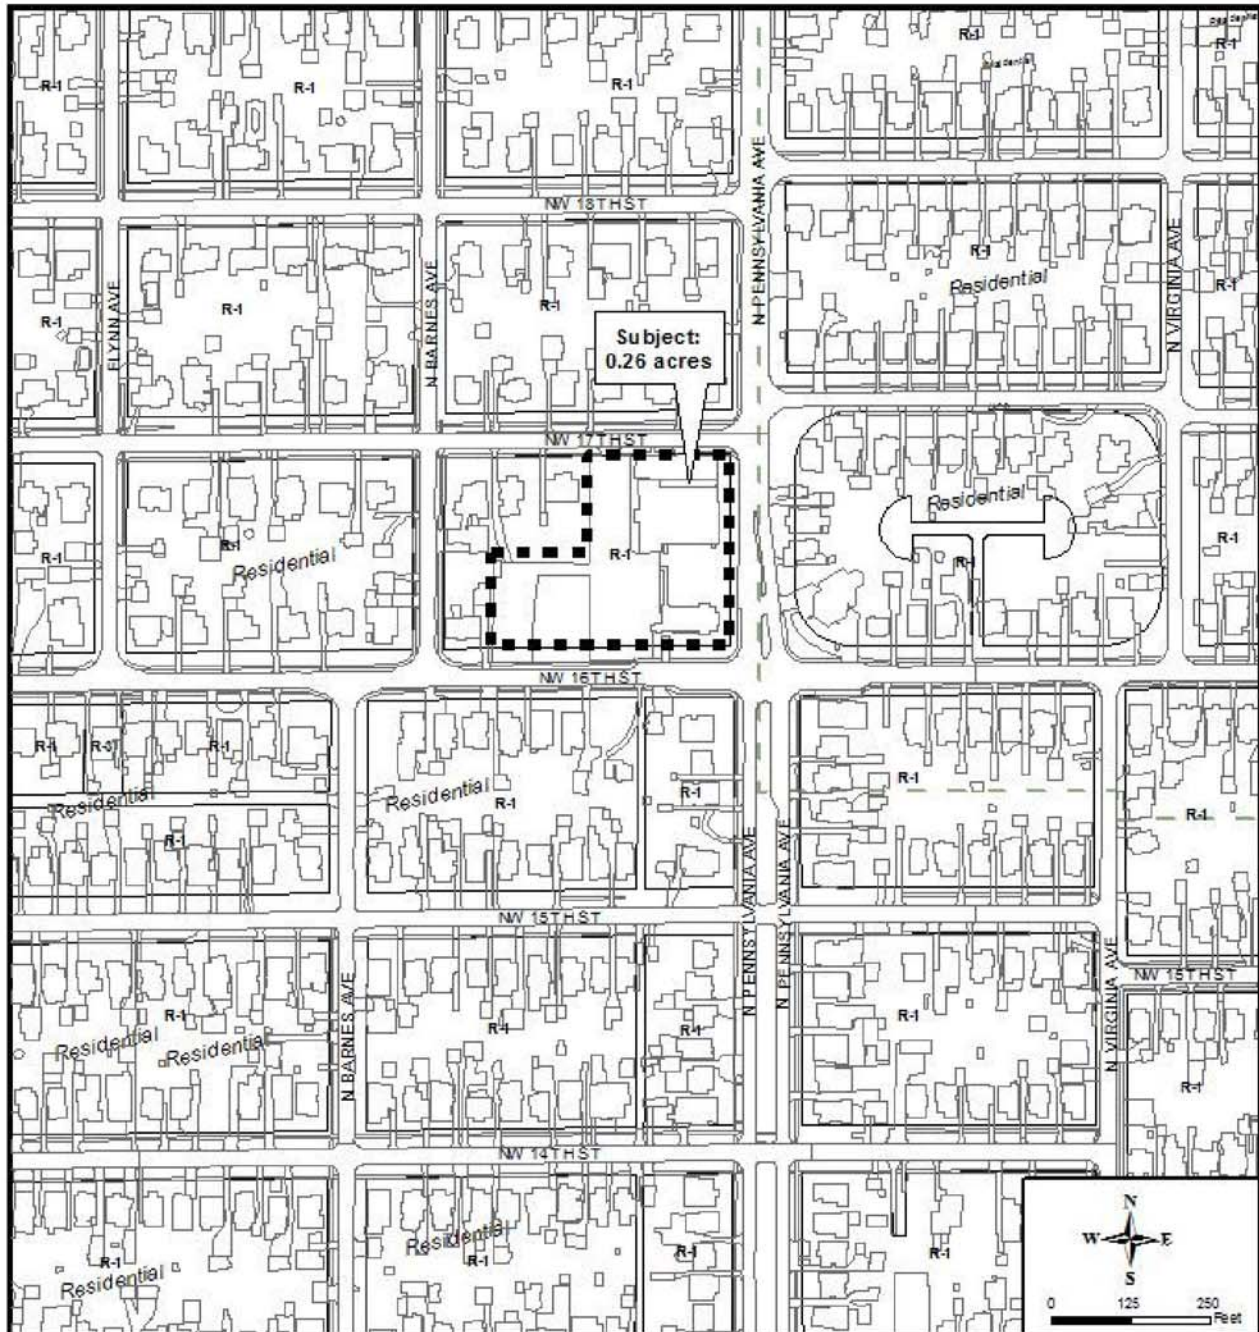 R-1
R-1
R-1
R-1
Residential
R-1
NW 18TH ST
N PENNSYLVANIA AVE
N VIRGINIA AVE
FLYNN AVE
N BARNES AVE
R-1
Residential
R-1
R-1
R-1
R-1
Subject:
0.26 acres
NW 17TH ST
Residential
R-1
R-1
Residential
R-1
R-1
R-1
NW 16TH ST
R-1
R-1
Residential
R-1
Residential
R-1
R-1
R-1
R-1
N PENNSYLVANIA AVE
N PENNSYLVANIA AVE
NW 15TH ST
N VIRGINIA AVE
NW 15TH ST
N BARNES AVE
R-1
Residential
Residential
R-1
R-1
R-1
R-1
NW 14TH ST
R-1
Residential
Residential
R-1
R-1
R-1
N
W E
S
0 125 250
Feet